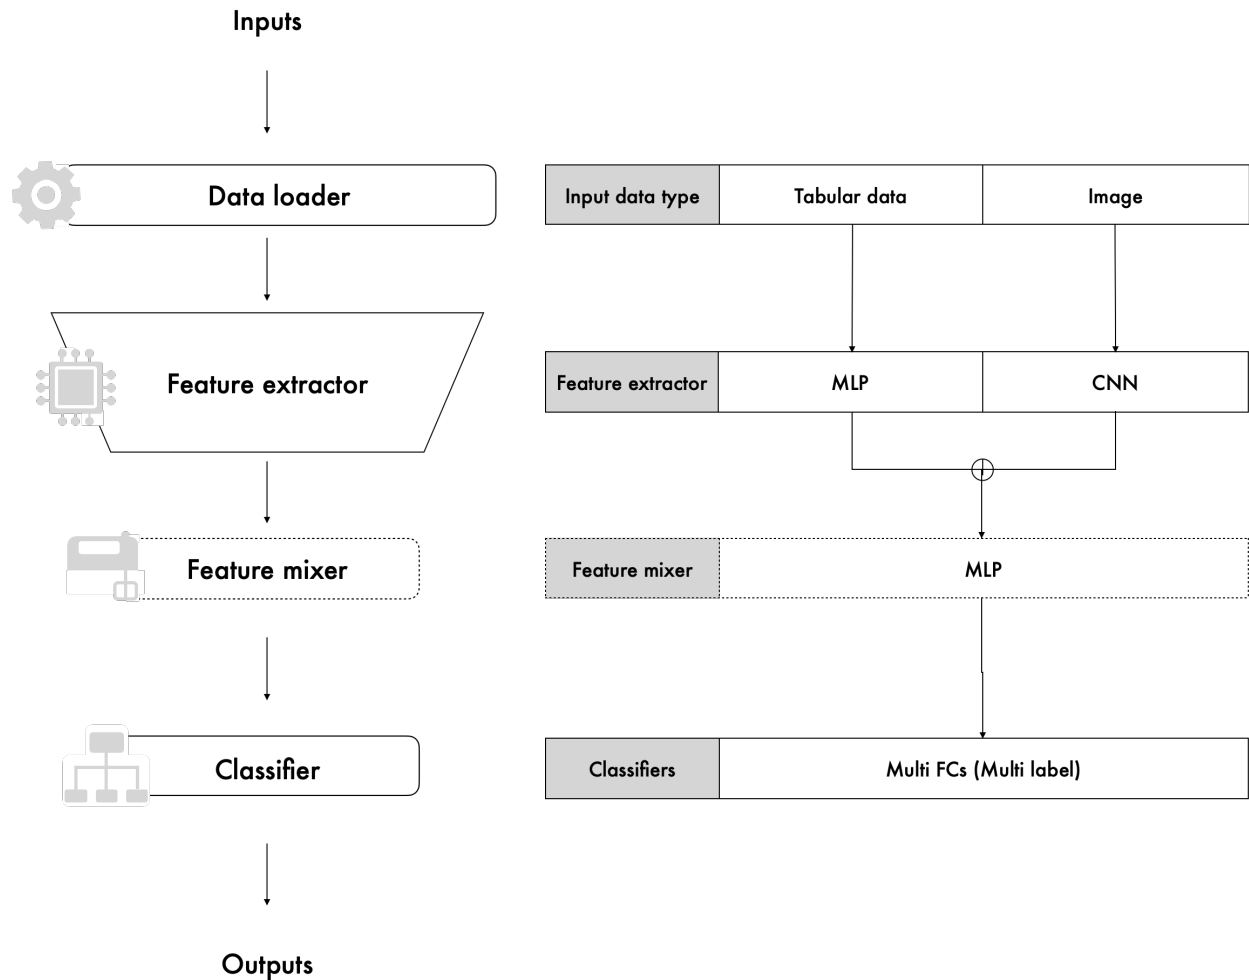 Inputs
Data loader
Input data type
Tabular data
Image
Feature extractor
Feature extractor
MLP
CNN
Feature mixer
Feature mixer
MLP
Classifier
Classifiers
Multi FCs (Multi label)
Outputs